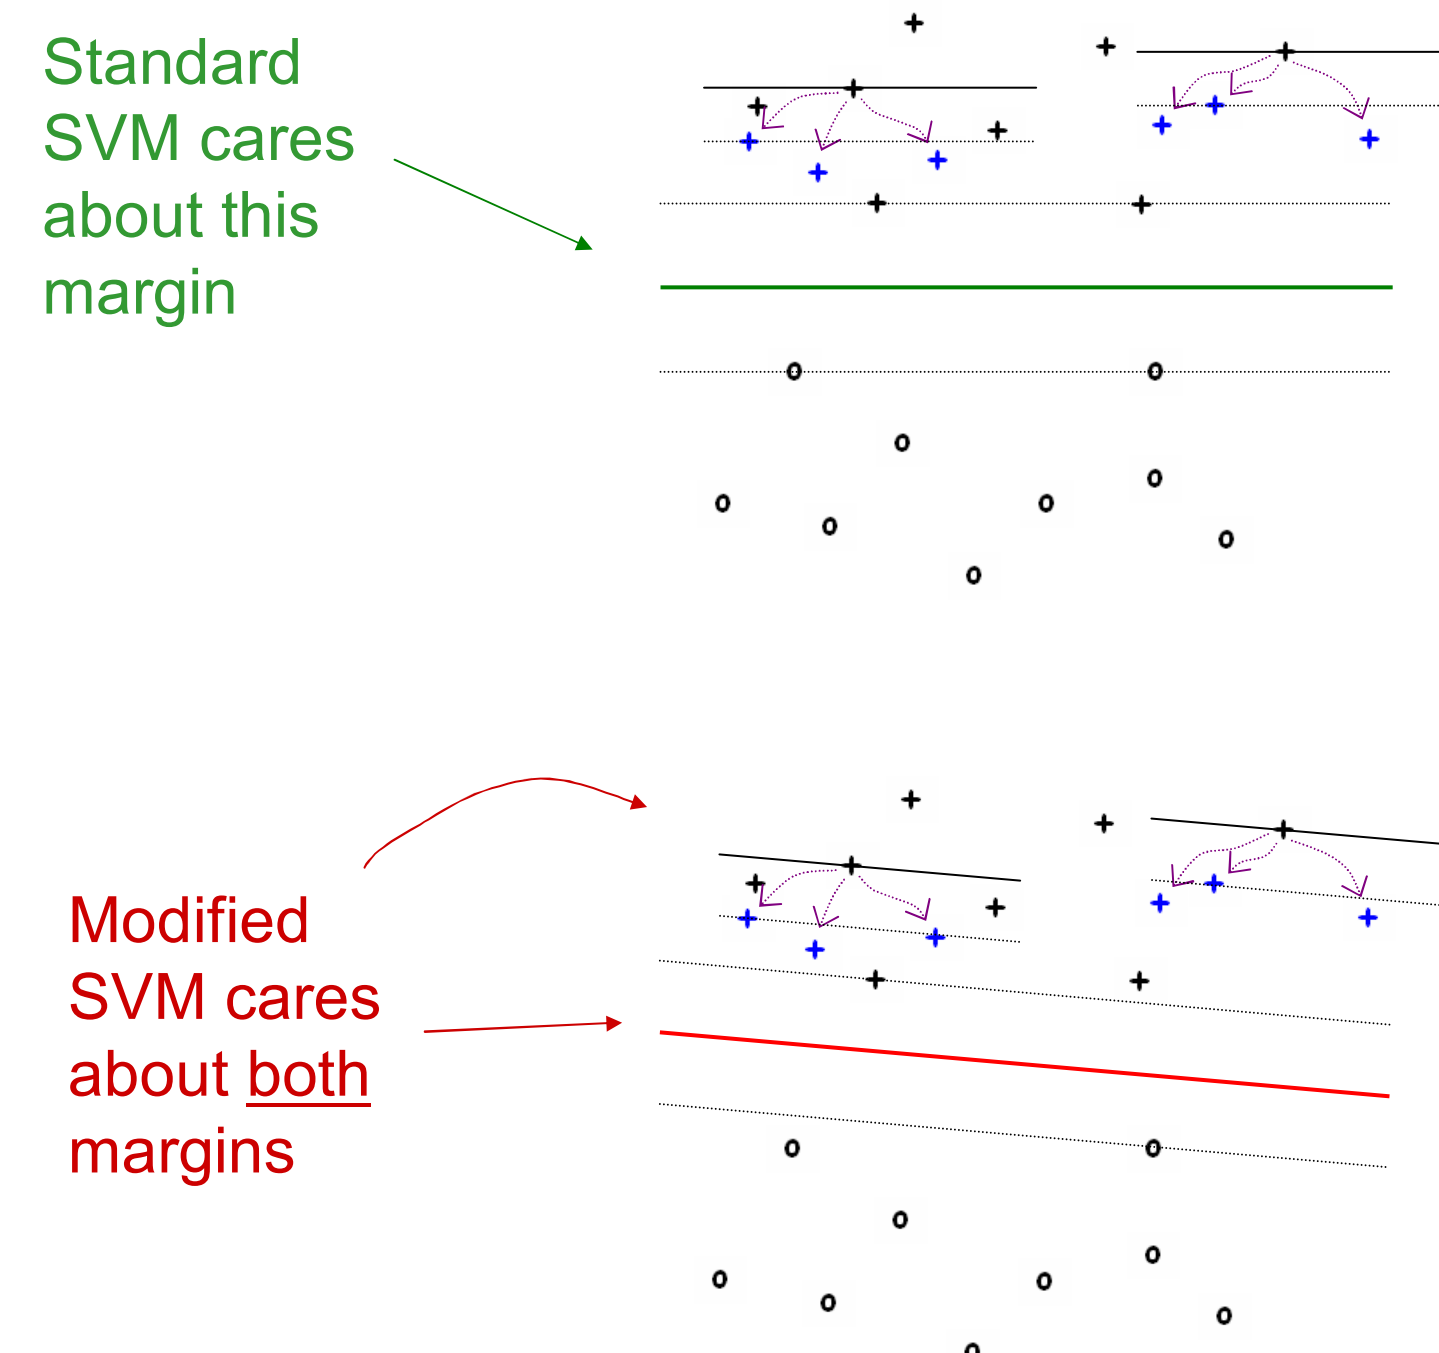 Standard
SVM cares
about this
margin
Modified
SVM cares
about both
margins